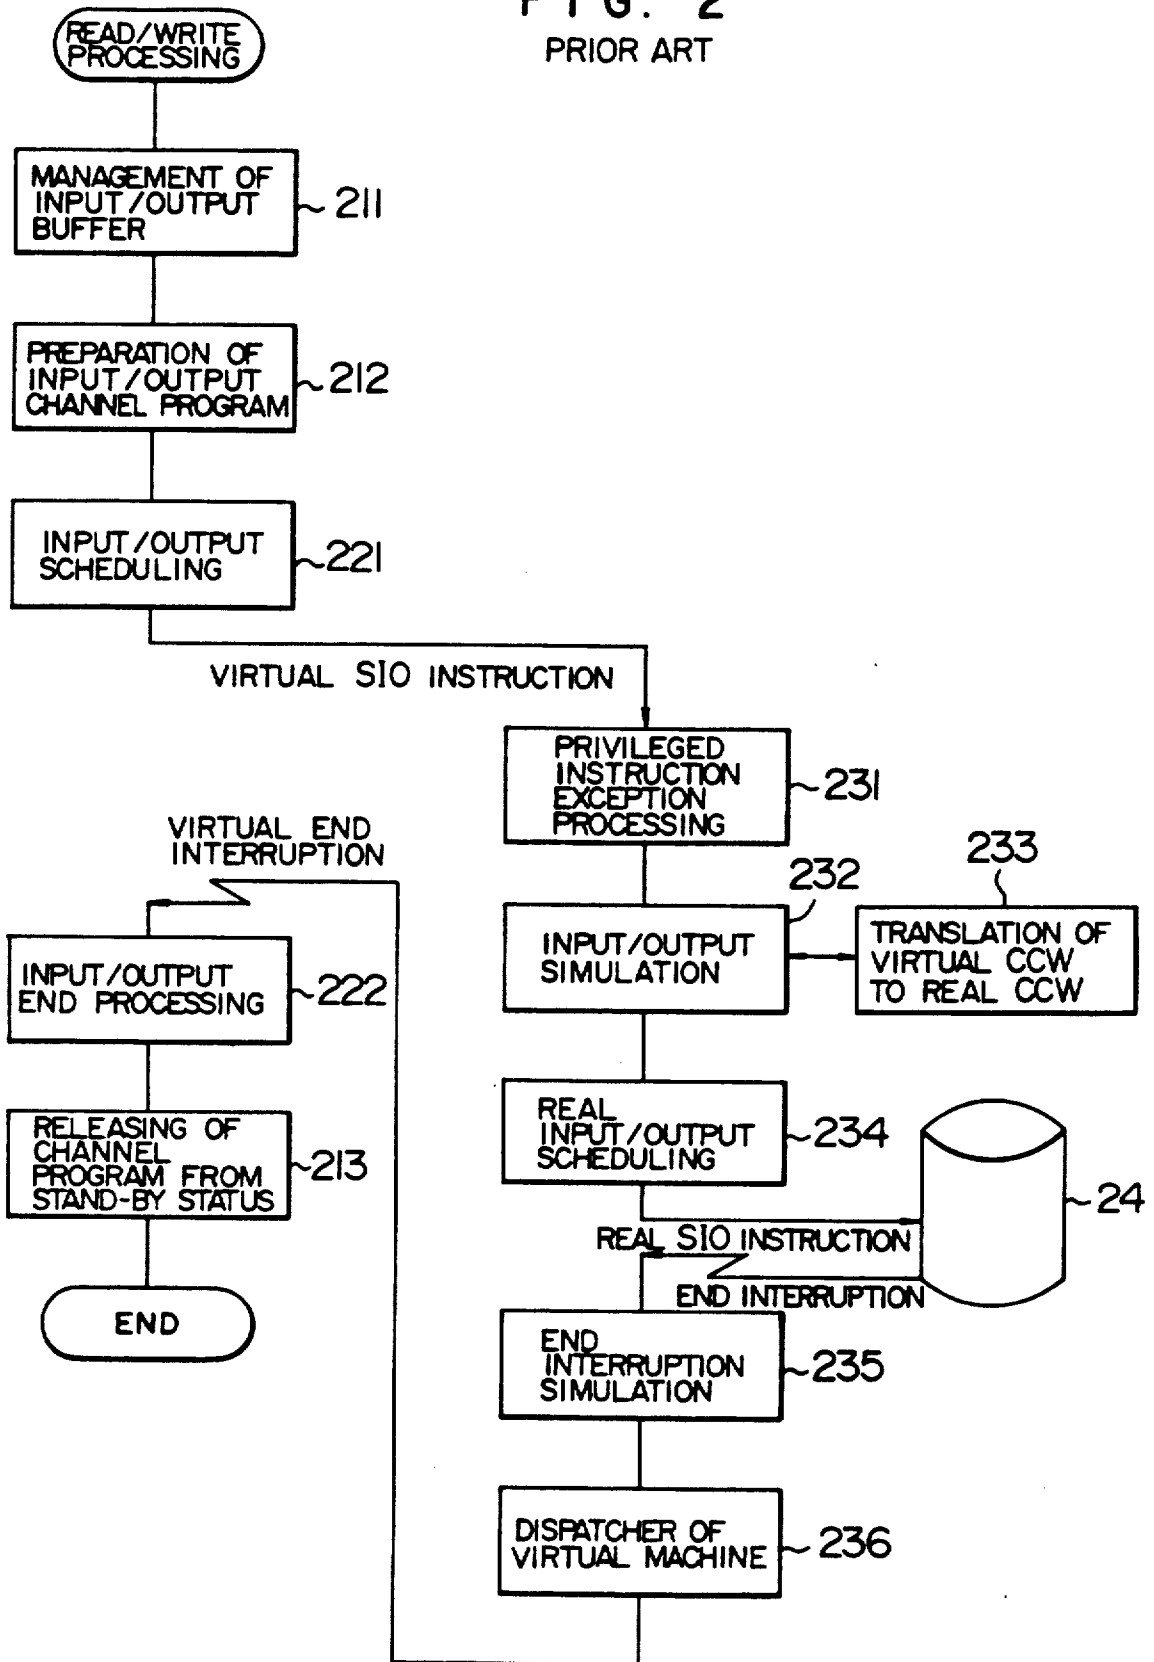 FIG. 2
PRIOR ART
READ/WRITE
PROCESSING
MANAGEMENT OF
INPUT/OUTPUT
BUFFER
211
PREPARATION OF
INPUT/OUTPUT
CHANNEL PROGRAM
212
INPUT/OUTPUT
SCHEDULING
221
VIRTUAL SIO INSTRUCTION
PRIVILEGED
INSTRUCTION
EXCEPTION
PROCESSING
231
VIRTUAL END
INTERRUPTION
232
233
INPUT/OUTPUT
SIMULATION
TRANSLATION OF
VIRTUAL CCW
TO REAL CCW
INPUT/OUTPUT
END PROCESSING
222
REAL
INPUT/OUTPUT
SCHEDULING
234
RELEASING OF
CHANNEL
PROGRAM FROM
STAND-BY STATUS
213
24
REAL SIO INSTRUCTION
END INTERRUPTION
END
END
INTERRUPTION
SIMULATION
235
DISPATCHER OF
VIRTUAL MACHINE
236